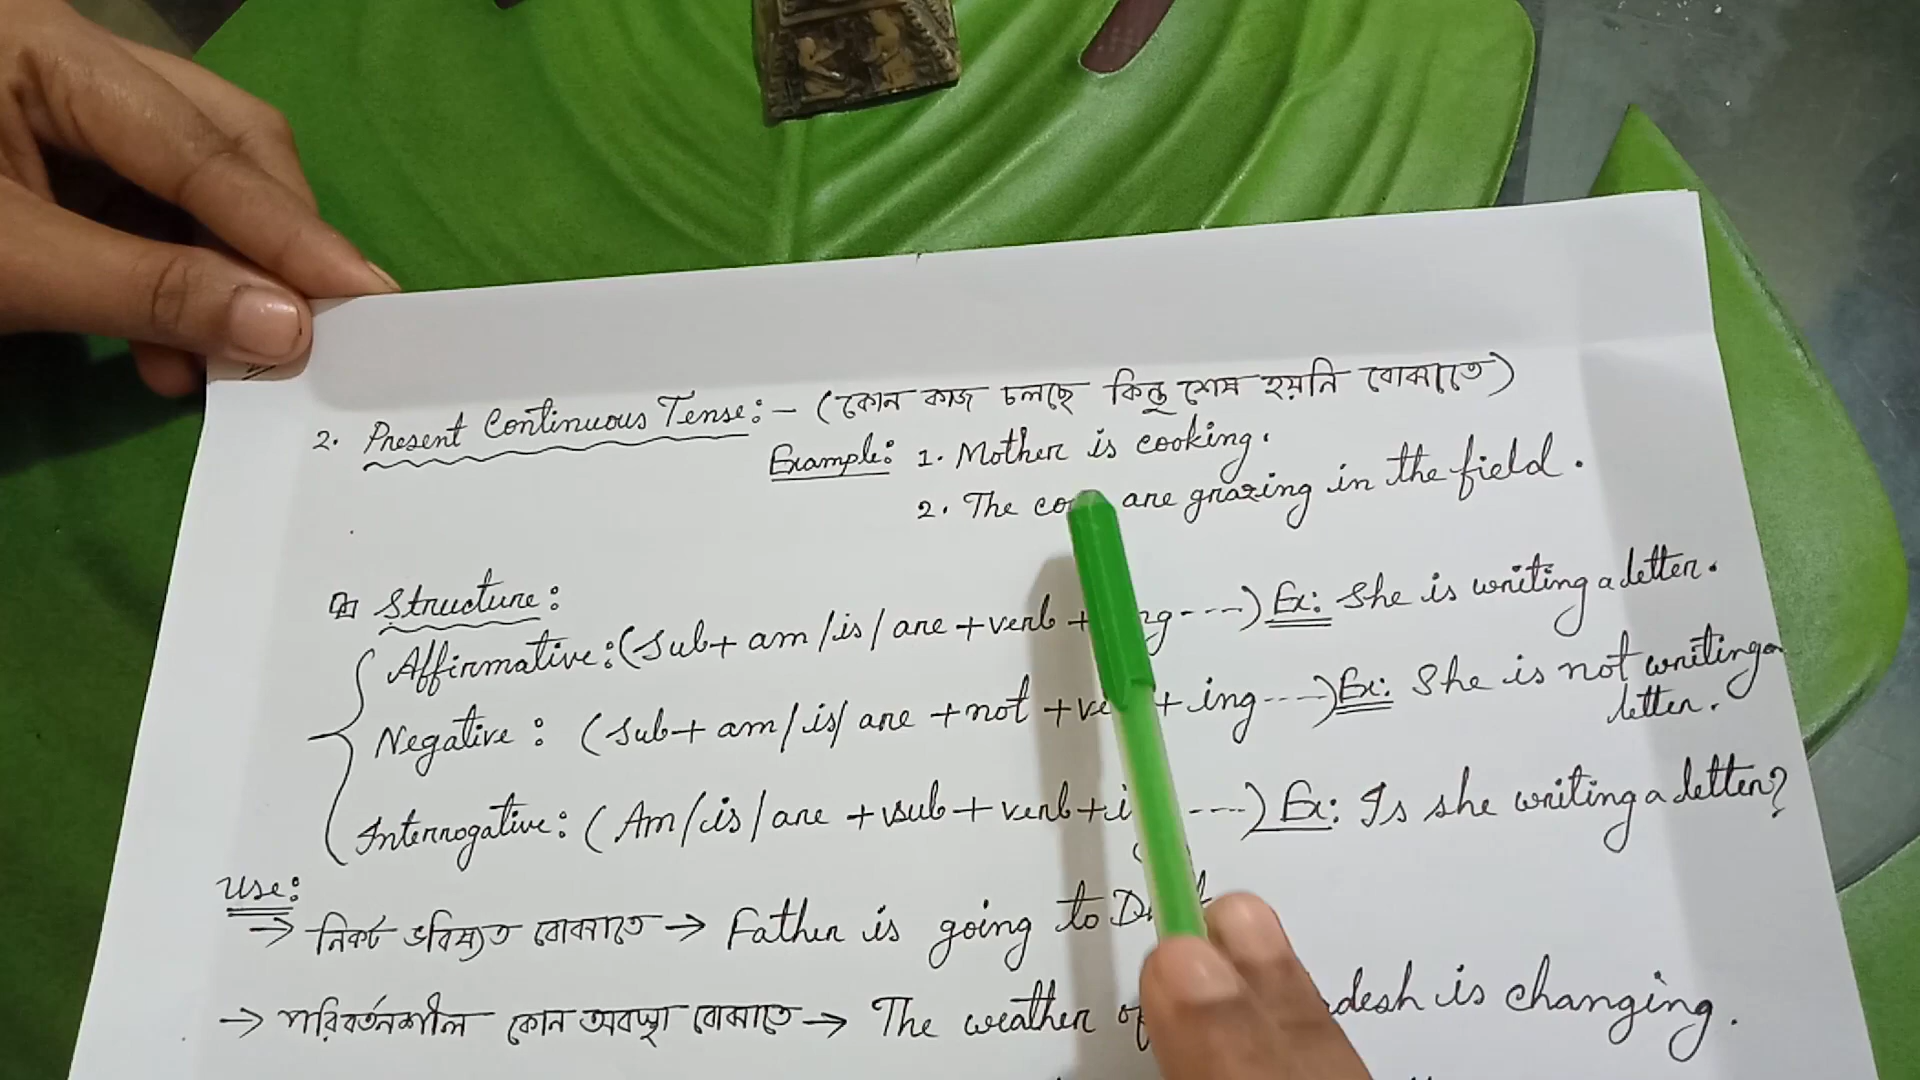 2. Present Continuous Tense:- (কোন কাজ চলছে কিন্তু শেষ হয়নি বোঝাতে)
Example: 1. Mother is cooking.
2. The are grazing in the field.
Structure:
Affirmative: (Sub+ am/is/are +verb + ----) Ex: She is writing a letter.
Negative: (Sub+ am/is/are +not + + ing----) Ex: She is not writing a
letter.
Interrogative: (Am/is/are +sub+ verb+ ----) Ex: Is she writing a letter?
Use:
→ নিকট ভবিষ্যত বোঝাতে → Father is going to
→ পরিবর্তনশীল কোন অবস্থা বোঝাতে → The weather is changing.